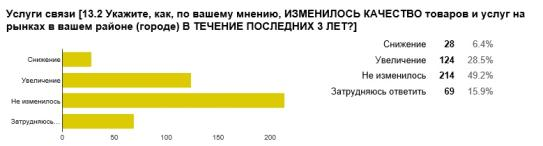 Услуги связи [13.2 Укажите, как, по вашему мнению, ИЗМЕНИЛОСЬ КАЧЕСТВО товаров и услуг на
рынках в вашем районе (городе) В ТЕЧЕНИЕ ПОСЛЕДНИХ 3 ЛЕТ?]
Снижение 28 6.4%
Увеличение 124 28.5%
Не изменилось 214 49.2%
Затрудняюсь ответить 69 15.9%
Снижение
Увеличение
Не изменилось
Затрудняюсь…
0 50 100 150 200